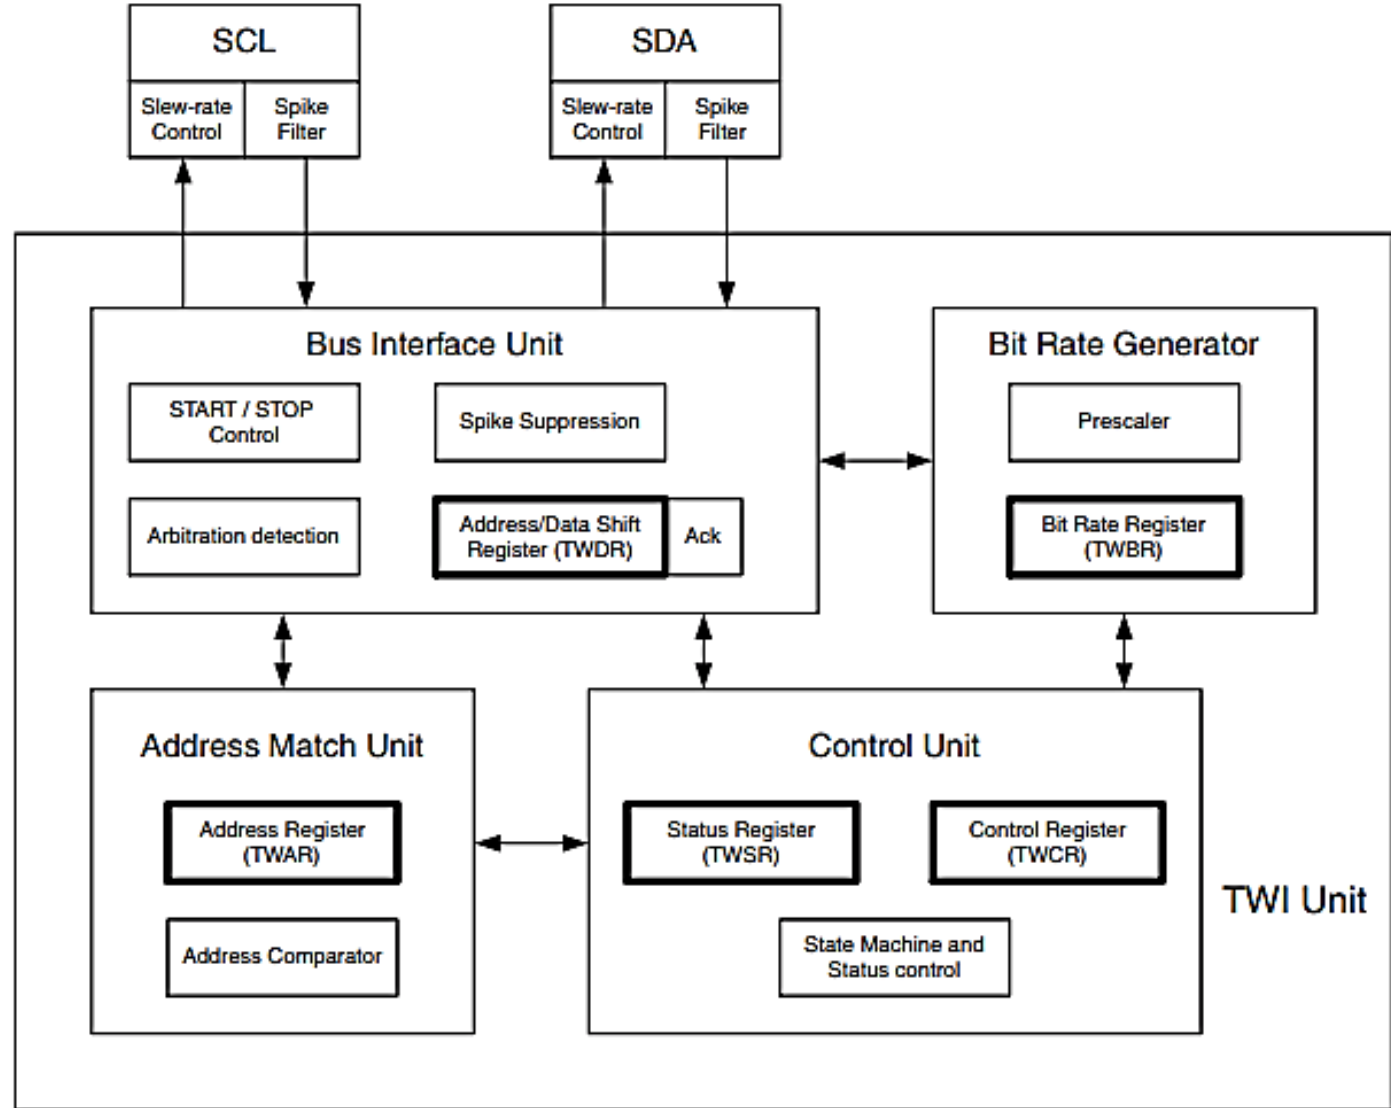 SCL
SDA
Slew-rate
Control
Spike
Filter
Slew-rate
Control
Spike
Filter
Bus Interface Unit
START / STOP
Control
Spike Suppression
Arbitration detection
Address/Data Shift
Register (TWDR)
Ack
Bit Rate Generator
Prescaler
Bit Rate Register
(TWBR)
Address Match Unit
Address Register
(TWAR)
Address Comparator
Control Unit
Status Register
(TWSR)
Control Register
(TWCR)
State Machine and
Status control
TWI Unit